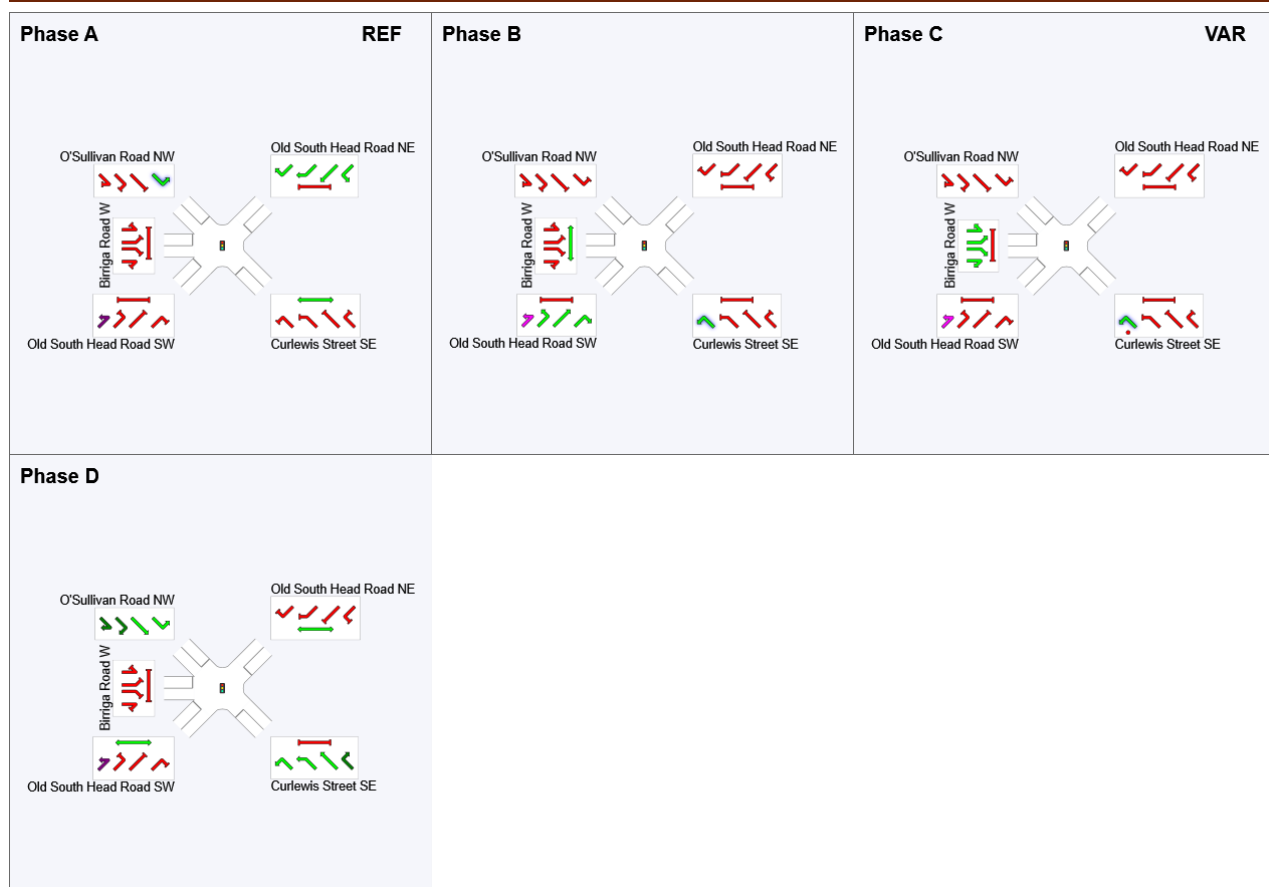 Phase A REF
O'Sullivan Road NW
Old South Head Road NE
Birriga Road W
Old South Head Road SW
Curlewis Street SE
Phase B
O'Sullivan Road NW
Old South Head Road NE
Birriga Road W
Old South Head Road SW
Curlewis Street SE
Phase C VAR
O'Sullivan Road NW
Old South Head Road NE
Birriga Road W
Old South Head Road SW
Curlewis Street SE
Phase D
O'Sullivan Road NW
Old South Head Road NE
Birriga Road W
Old South Head Road SW
Curlewis Street SE